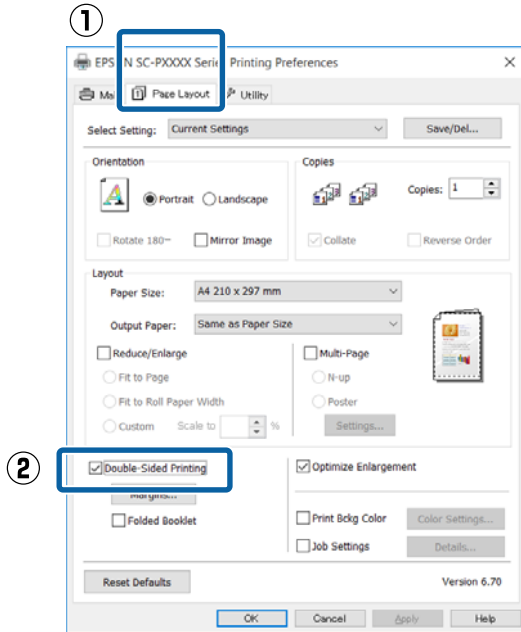 ①
EPS N SC-PXXXX Serie Printing Preferences
Ma Page Layout Utility
Select Setting: Current Settings Save/Del...
Orientation
Portrait Landscape
Rotate 180° Mirror Image
Copies
Copies: 1
Collate Reverse Order
Layout
Paper Size: A4 210 x 297 mm
Output Paper: Same as Paper Size
Reduce/Enlarge
Fit to Page
Fit to Roll Paper Width
Custom Scale to %
Multi-Page
N-up
Poster
Settings...
②
Double-Sided Printing
Margins...
Folded Booklet
Optimize Enlargement
Print Bckg Color Color Settings...
Job Settings Details...
Reset Defaults Version 6.70
OK Cancel Apply Help